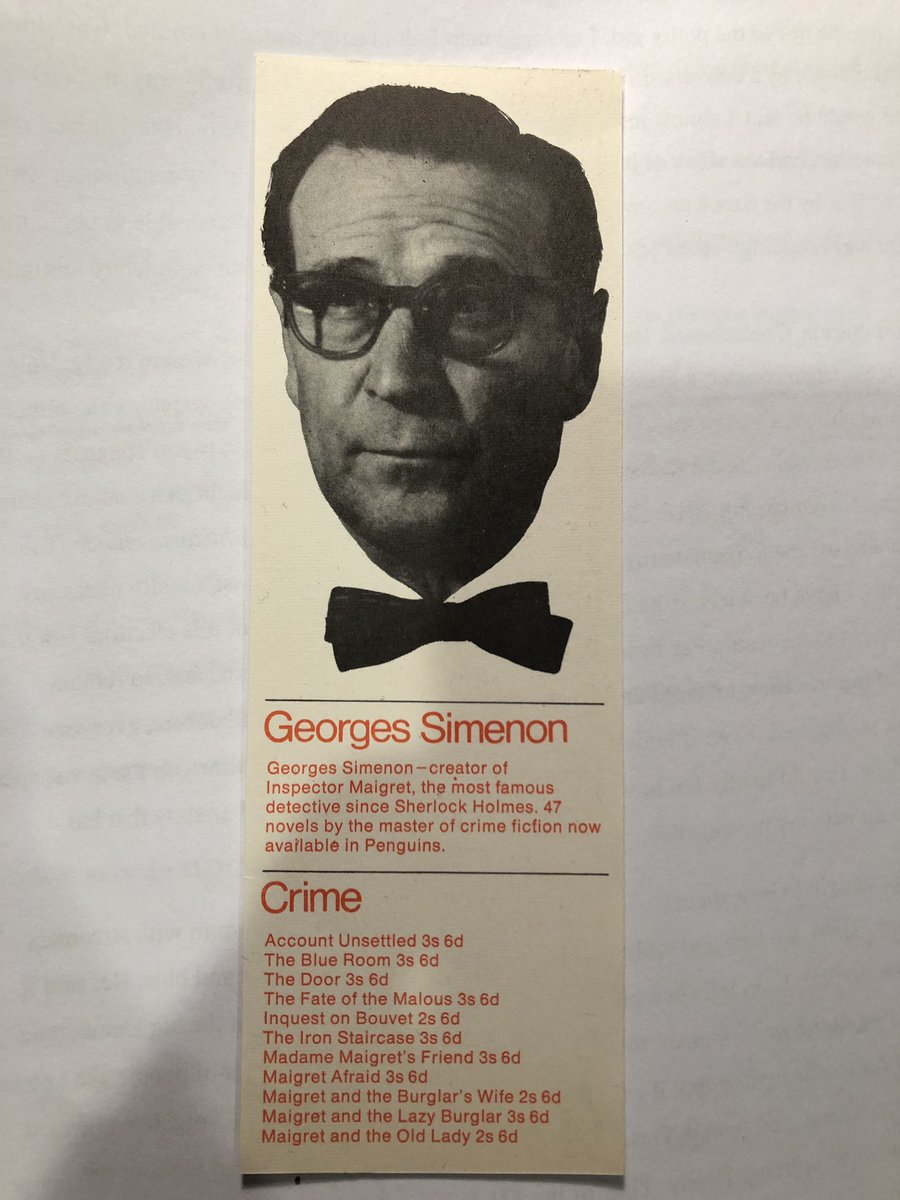 Georges Simenon
Georges Simenon–creator of
Inspector Maigret, the most famous
detective since Sherlock Holmes. 47
novels by the master of crime fiction now
available in Penguins.
Crime
Account Unsettled 3s 6d
The Blue Room 3s 6d
The Door 3s 6d
The Fate of the Malous 3s 6d
Inquest on Bouvet 2s 6d
The Iron Staircase 3s 6d
Madame Maigret's Friend 3s 6d
Maigret Afraid 3s 6d
Maigret and the Burglar's Wife 2s 6d
Maigret and the Lazy Burglar 3s 6d
Maigret and the Old Lady 2s 6d